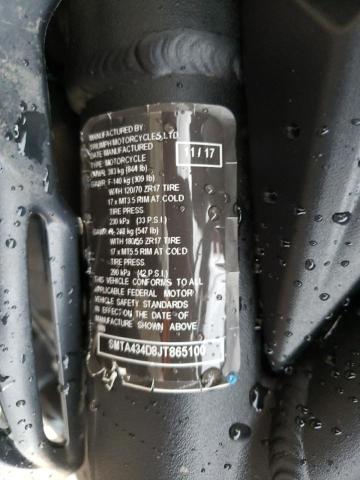 MANUFACTURED BY
TRIUMPH MOTORCYCLES LTD.
DATE MANUFACTURED 11 / 17
TYPE MOTORCYCLE
383 kg (844 lb)
F- 140 kg (309 lb)
WITH 120/70 ZR17 TIRE
17 x MT3.5 RIM AT COLD
TIRE PRESS
230 kPa (33 P.S.I.)
248 kg (547 lb)
WITH 180/55 ZR17 TIRE
17 x MT5.5 RIM AT COLD
TIRE PRESS
290 kPa (42 P.S.I.)
THIS VEHICLE CONFORMS TO ALL
APPLICABLE FEDERAL MOTOR
VEHICLE SAFETY STANDARDS
IN EFFECT ON THE DATE OF
MANUFACTURE SHOWN ABOVE
SMTA434D8JT865100